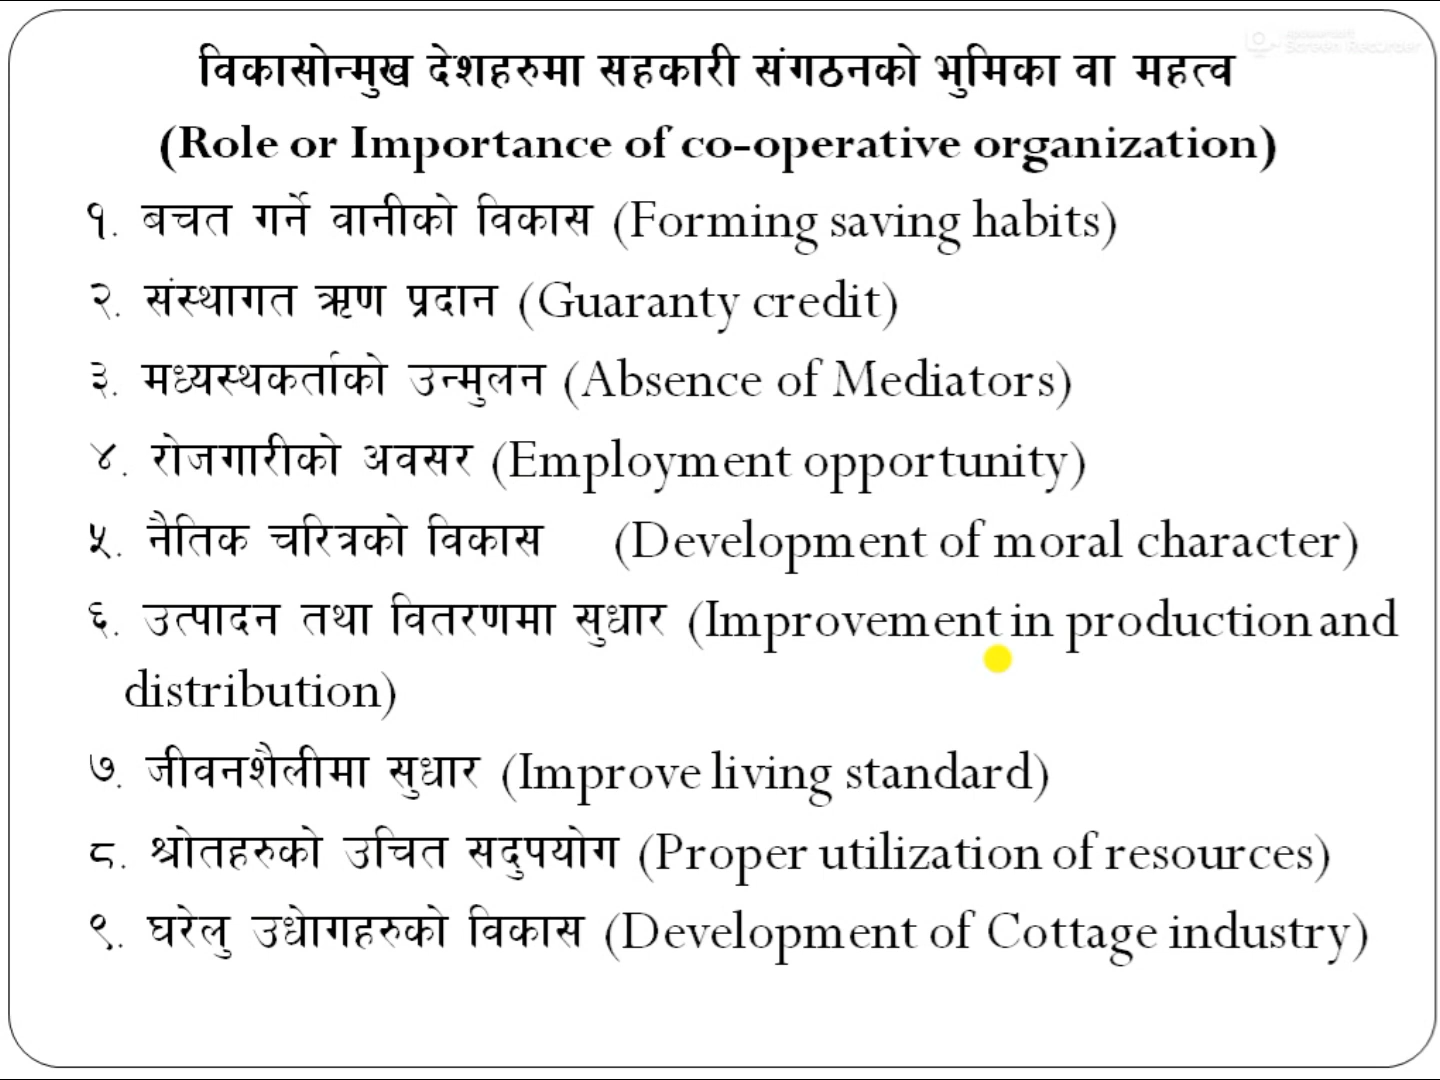 विकासोन्मुख देशहरुमा सहकारी संगठनको भुमिका वा महत्व
(Role or Importance of co-operative organization)
१. बचत गर्ने वानीको विकास (Forming saving habits)
२. संस्थागत ऋण प्रदान (Guaranty credit)
३. मध्यस्थकर्ताको उन्मुलन (Absence of Mediators)
४. रोजगारीको अवसर (Employment opportunity)
५. नैतिक चरित्रको विकास (Development of moral character)
६. उत्पादन तथा वितरणमा सुधार (Improvement in production and
distribution)
७. जीवनशैलीमा सुधार (Improve living standard)
८. श्रोतहरुको उचित सदुपयोग (Proper utilization of resources)
९. घरेलु उधोगहरुको विकास (Development of Cottage industry)
Screen Recorder